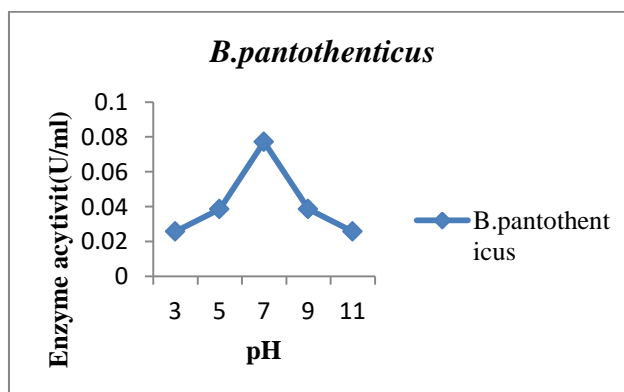 B.pantothenticus
Enzyme acytivit(U/ml)
0.1
0.08
0.06
0.04
0.02
0
3 5 7 9 11
pH
B.pantothent
icus